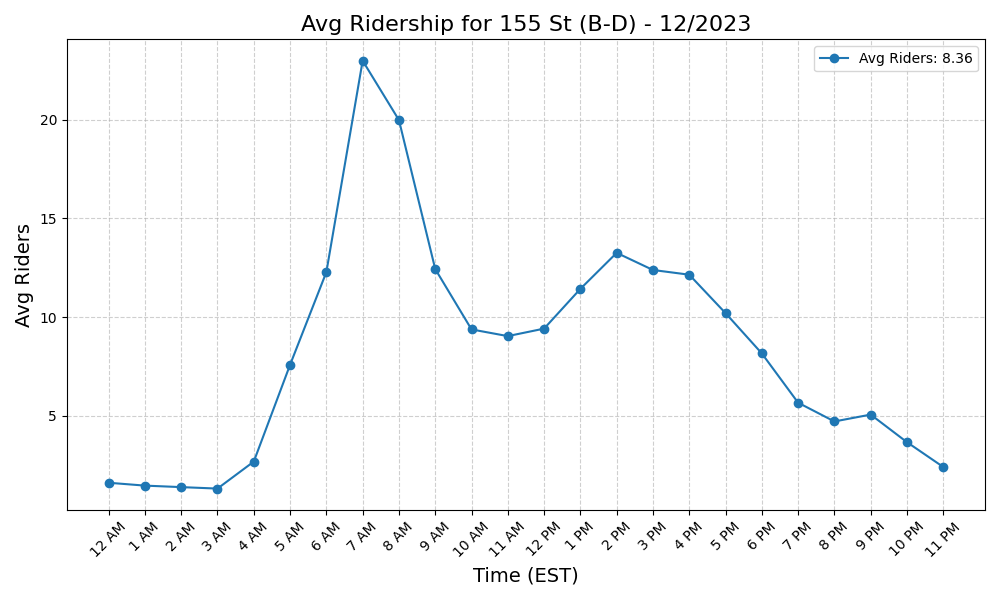 Avg Ridership for 155 St (B-D) - 12/2023
Avg Riders: 8.36
Avg Riders
20
15
10
5
12 AM
1 AM
2 AM
3 AM
4 AM
5 AM
6 AM
7 AM
8 AM
9 AM
10 AM
11 AM
12 PM
1 PM
2 PM
3 PM
4 PM
5 PM
6 PM
7 PM
8 PM
9 PM
10 PM
11 PM
Time (EST)